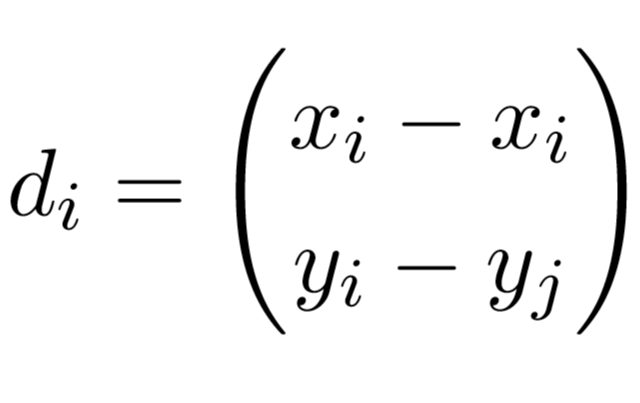 d_i = \begin{pmatrix} x_i - x_i \\ y_i - y_j \end{pmatrix}